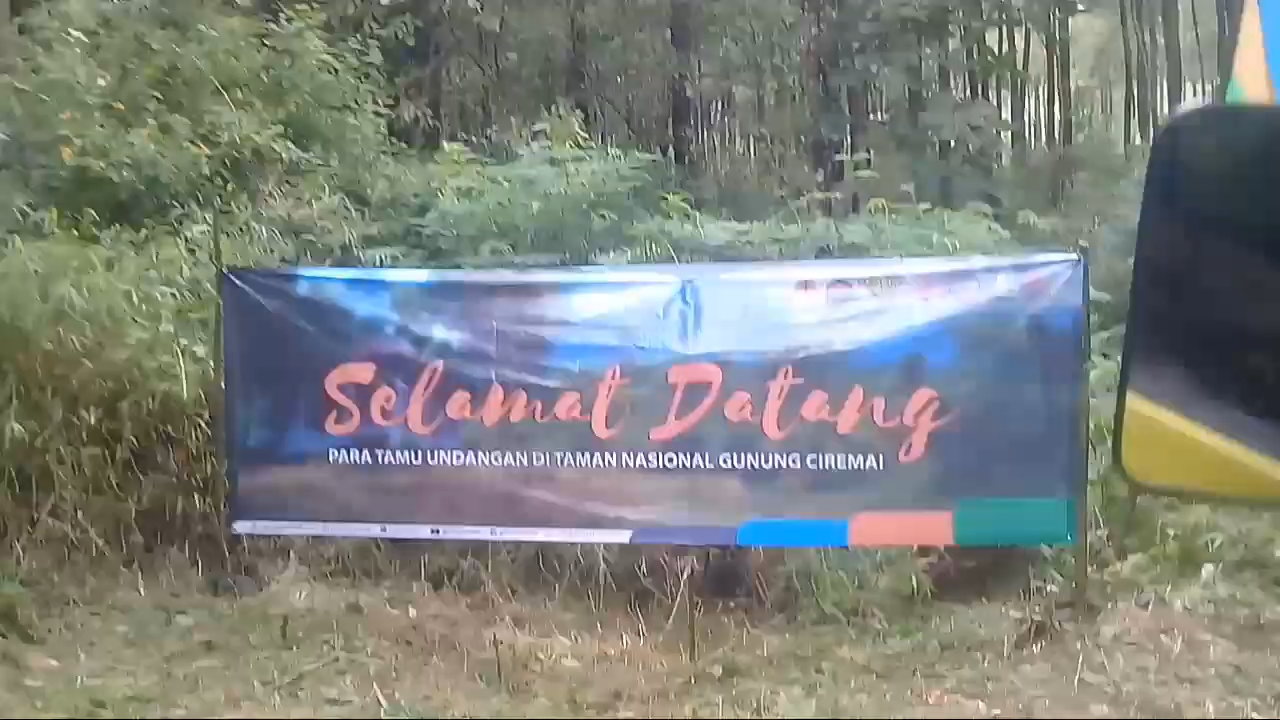 Selamat Datang
PARA TAMU UNDANGAN DI TAMAN NASIONAL GUNUNG CIREMAI